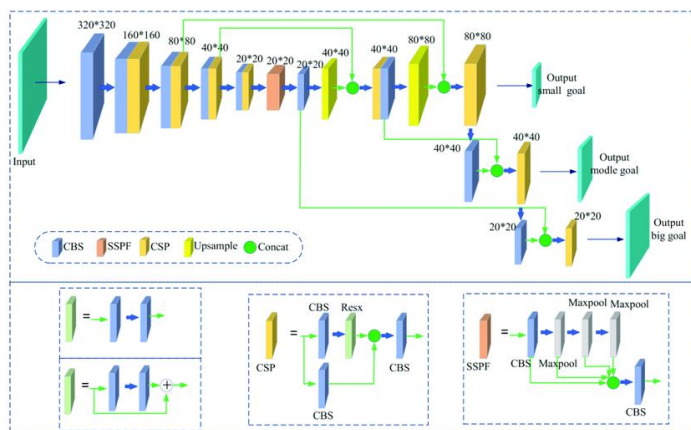 320*320
160*160
80*80
40*40
20*20
20*20
20*20
40*40
40*40
80*80
80*80
Input
Output
small goal
40*40
40*40
Output
modle goal
20*20
20*20
Output
big goal
CBS
SSPF
CSP
Upsample
Concat
=
=
+
CSP
=
CBS
Resx
CBS
CBS
SSPF
=
CBS
Maxpool
Maxpool
Maxpool
CBS